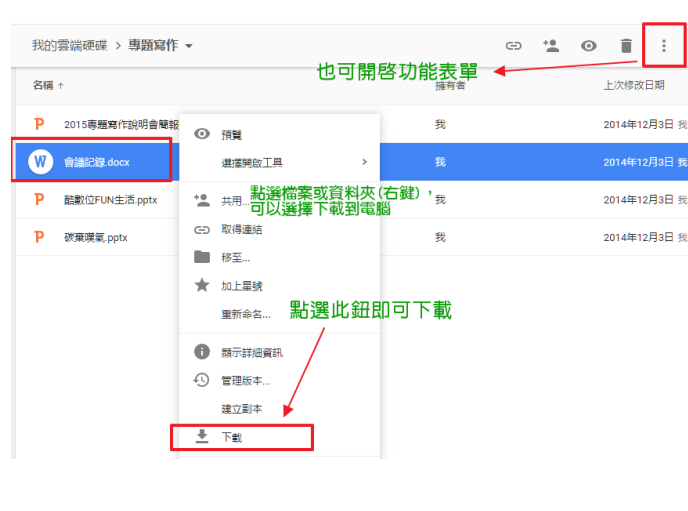 我的雲端硬碟 > 專題寫作
也可開啓功能表單
名稱 ↑ 擁有者 上次修改日期
P 2015專題寫作說明會簡報 我 2014年12月3日 我
W 會議記錄.docx 我 2014年12月3日 我
P 酷數位FUN生活.pptx 我 2014年12月3日 我
P 碳棄嘆氣.pptx 我 2014年12月3日 我
預覽
選擇開啟工具 >
共用...
點選檔案或資料夾(右鍵),
可以選擇下載到電腦
取得連結
移至...
加上星號
重新命名...
點選此鈕即可下載
顯示詳細資訊
管理版本...
建立副本
下載